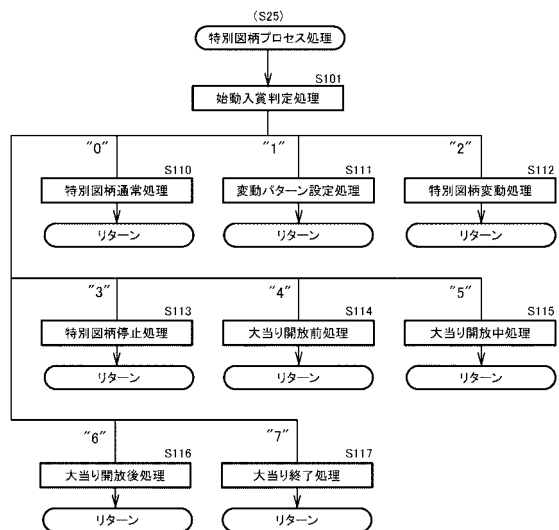 (S25)
特別図柄プロセス処理
S101
始動入賞判定処理
"0" "1" "2"
S110 S111 S112
特別図柄通常処理 変動パターン設定処理 特別図柄変動処理
リターン リターン リターン
"3" "4" "5"
S113 S114 S115
特別図柄停止処理 大当り開放前処理 大当り開放中処理
リターン リターン リターン
"6" "7"
S116 S117
大当り開放後処理 大当り終了処理
リターン リターン